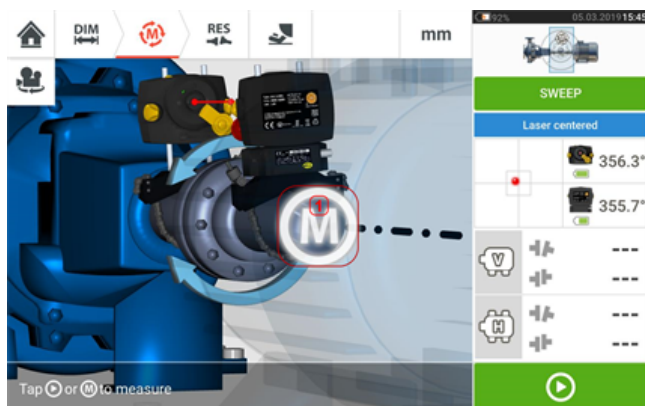 DIM
M
RES
mm
92%
05.03.2019 15:45
SWEEP
Laser centered
356.3°
355.7°
1
M
V
---
---
H
---
---
Tap or M to measure